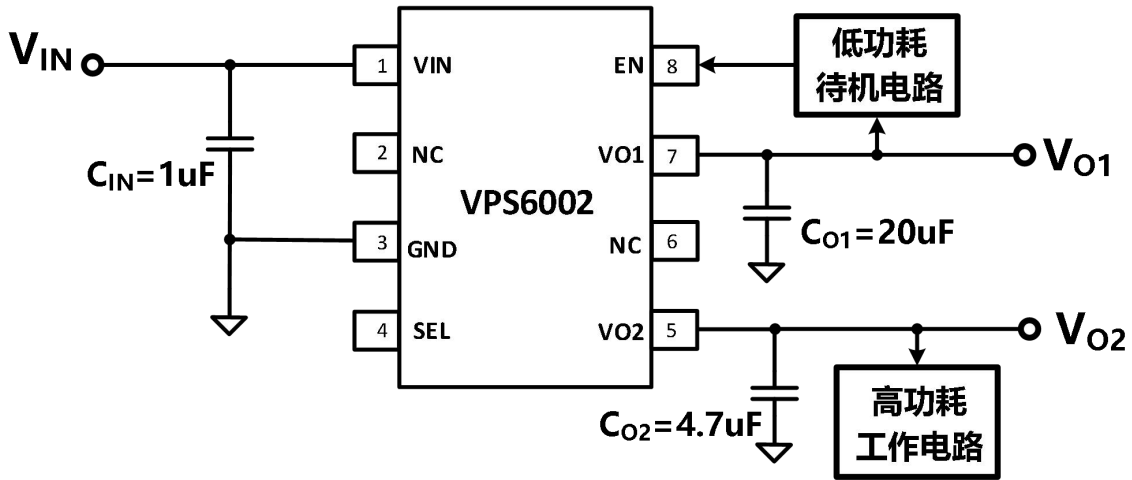 VIN
1
VIN
EN
8
低功耗
待机电路
2
NC
VO1
7
VO1
CIN=1uF
VPS6002
3
GND
NC
6
CO1=20uF
4
SEL
VO2
5
VO2
CO2=4.7uF
高功耗
工作电路